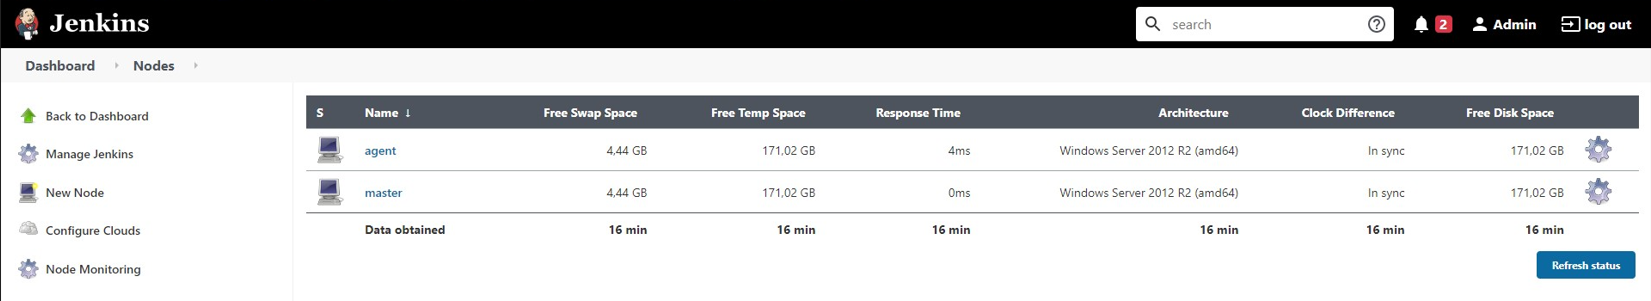 Jenkins search 2 Admin log out
Dashboard Nodes
Back to Dashboard
Manage Jenkins
New Node
Configure Clouds
Node Monitoring
S Name ↓ Free Swap Space Free Temp Space Response Time Architecture Clock Difference Free Disk Space
agent 4,44 GB 171,02 GB 4ms Windows Server 2012 R2 (amd64) In sync 171,02 GB
master 4,44 GB 171,02 GB 0ms Windows Server 2012 R2 (amd64) In sync 171,02 GB
Data obtained 16 min 16 min 16 min 16 min 16 min 16 min
Refresh status